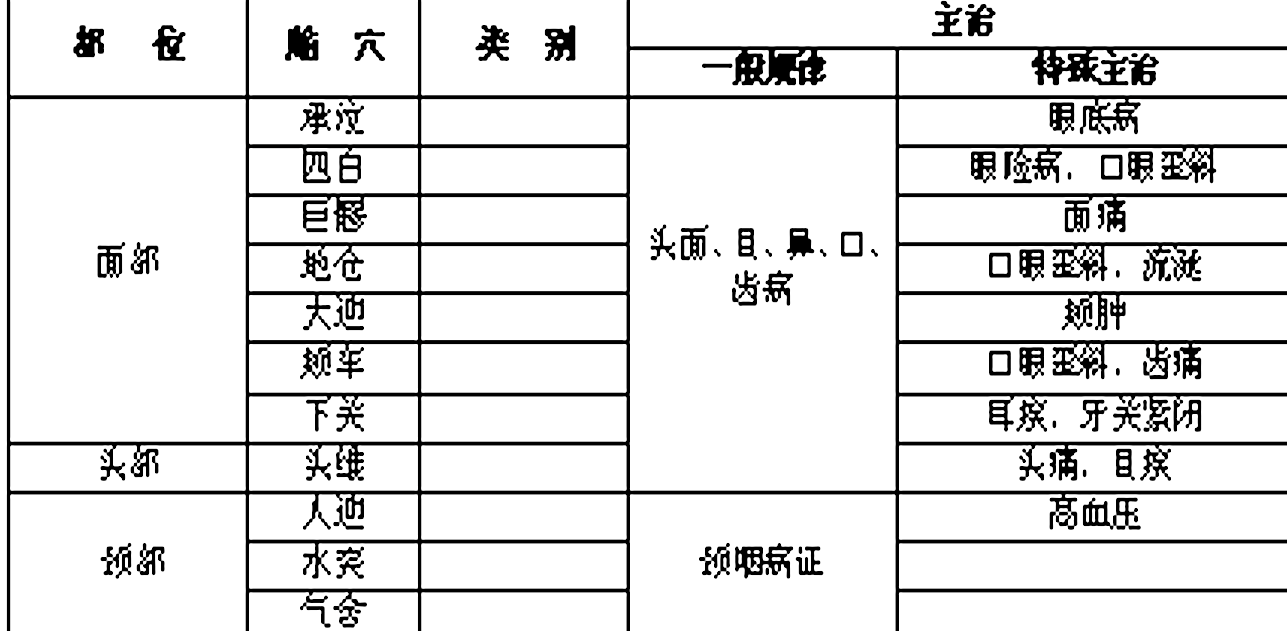 部 位
腧 穴
类 别
主治
一般规律
特殊主治
面部
承泣
头面、目、鼻、口、
齿病
眼底病
四白
眼睑病, 口眼歪斜
巨髎
面痛
地仓
口眼歪斜, 流涎
大迎
颊肿
颊车
口眼歪斜, 齿痛
下关
耳疾, 牙关紧闭
头部
头维
头痛, 目疾
颈部
人迎
颈咽病证
高血压
水突
气舍